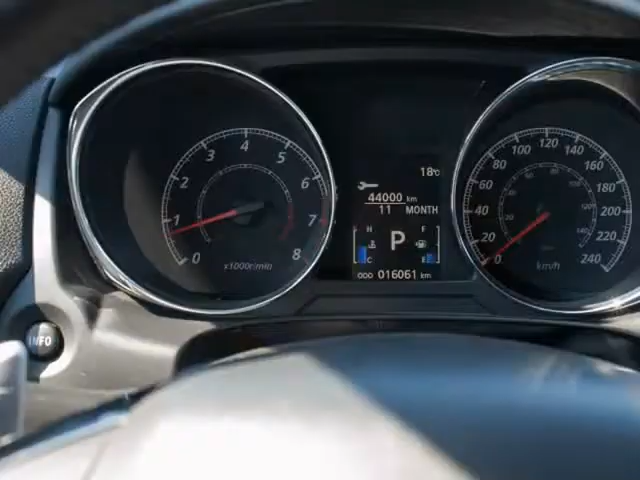 0 1 2 3 4 5 6 7 8
x1000r/min
18°C
44000 km
11 MONTH
H F
P
C E
ODO 016061 km
0 20 40 60 80 100 120 140 160 180 200 220 240
km/h
INFO